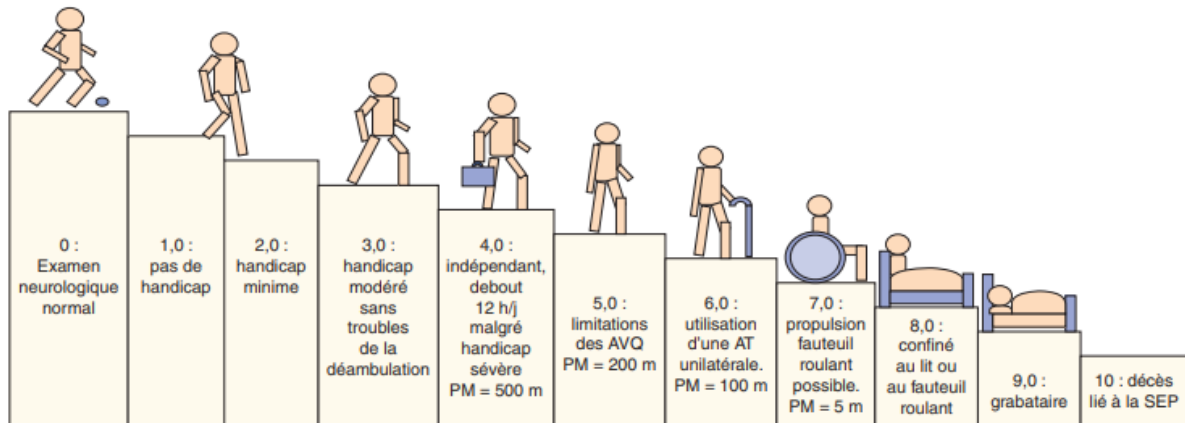 0 :
Examen
neurologique
normal
1,0 :
pas de
handicap
2,0 :
handicap
minime
3,0 :
handicap
modéré
sans
troubles
de la
déambulation
4,0 :
indépendant,
debout
12 h/j
malgré
handicap
sévère
PM = 500 m
5,0 :
limitations
des AVQ
PM = 200 m
6,0 :
utilisation
d'une AT
unilatérale.
PM = 100 m
7,0 :
propulsion
fauteuil
roulant
possible.
PM = 5 m
8,0 :
confiné
au lit ou
au fauteuil
roulant
9,0 :
grabataire
10 : décès
lié à la SEP